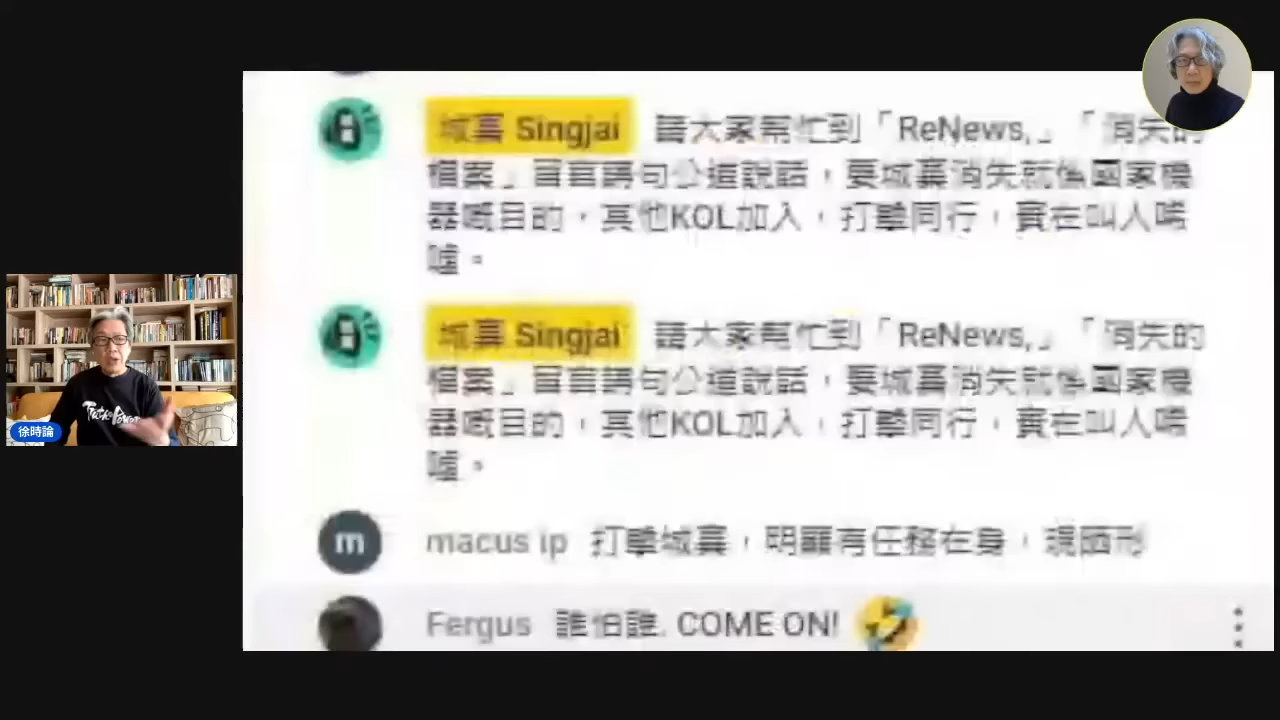 城寨 Singjai 請大家幫忙到「ReNews,」「消失的
檔案」留言講句公道說話，要城寨消失就係國家機
器嘅目的，其他KOL加入，打擊同行，實在叫人唏
噓。
城寨 Singjai 請大家幫忙到「ReNews,」「消失的
檔案」留言講句公道說話，要城寨消失就係國家機
器嘅目的，其他KOL加入，打擊同行，實在叫人唏
噓。
m
macus ip 打擊城寨，明顯有任務在身，現晒形
Fergus 誰怕誰. COME ON!
徐時論